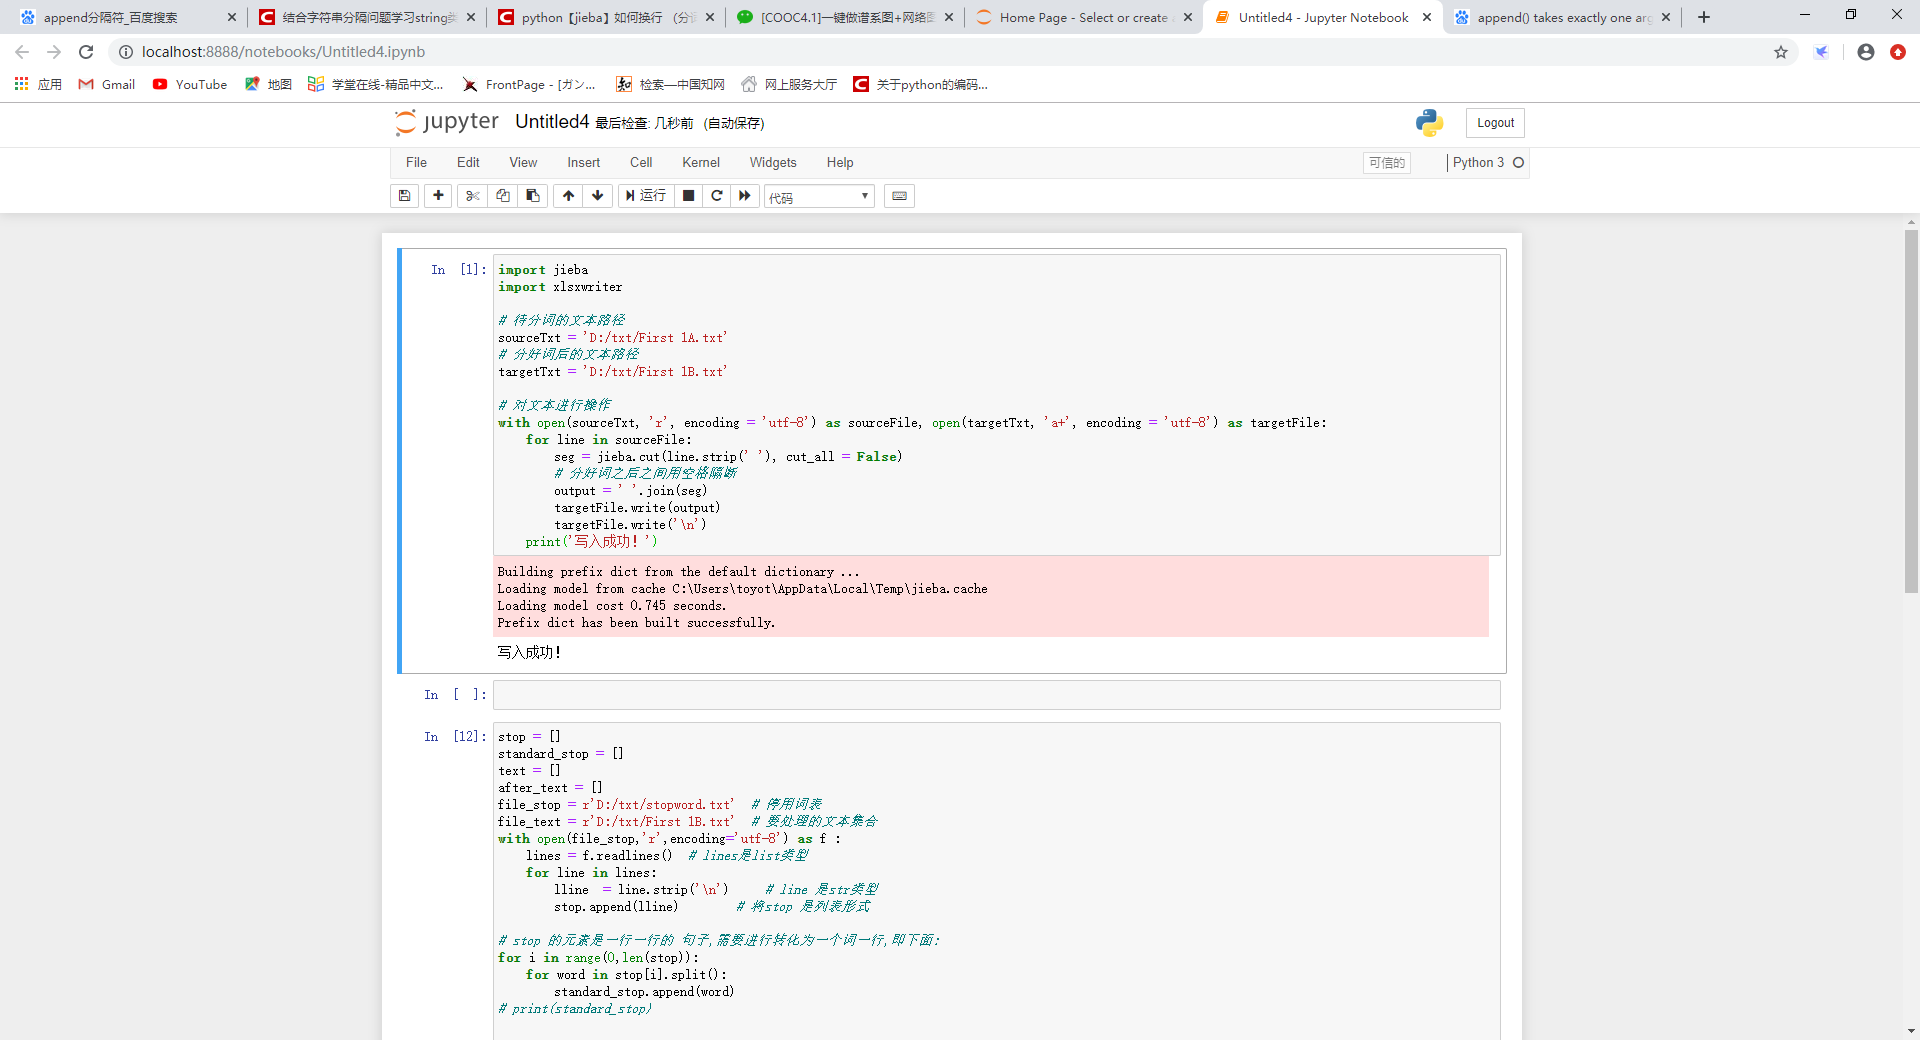 append分隔符_百度搜索
结合字符串分隔问题学习string类
python【jieba】如何换行 （分词
[COOC4.1]一键做谱系图+网络图
Home Page - Select or create a
Untitled4 - Jupyter Notebook
append() takes exactly one arg
localhost:8888/notebooks/Untitled4.ipynb
应用
Gmail
YouTube
地图
学堂在线-精品中文...
FrontPage - [ガン...
检索—中国知网
网上服务大厅
关于python的编码...
jupyter Untitled4 最后检查: 几秒前 (自动保存)
Logout
File Edit View Insert Cell Kernel Widgets Help
可信的
Python 3
运行
代码
In [1]:
import jieba
import xlsxwriter
# 待分词的文本路径
sourceTxt = 'D:/txt/First 1A.txt'
# 分好词后的文本路径
targetTxt = 'D:/txt/First 1B.txt'
# 对文本进行操作
with open(sourceTxt, 'r', encoding = 'utf-8') as sourceFile, open(targetTxt, 'a+', encoding = 'utf-8') as targetFile:
for line in sourceFile:
seg = jieba.cut(line.strip(' '), cut_all = False)
# 分好词之后之间用空格隔断
output = ' '.join(seg)
targetFile.write(output)
targetFile.write('\n')
print('写入成功！')
Building prefix dict from the default dictionary ...
Loading model from cache C:\Users\toyot\AppData\Local\Temp\jieba.cache
Loading model cost 0.745 seconds.
Prefix dict has been built successfully.
写入成功！
In [ ]:
In [12]:
stop = []
standard_stop = []
text = []
after_text = []
file_stop = r'D:/txt/stopword.txt'  # 停用词表
file_text = r'D:/txt/First 1B.txt'  # 要处理的文本集合
with open(file_stop,'r',encoding='utf-8') as f :
lines = f.readlines()  # lines是list类型
for line in lines:
lline  = line.strip('\n')     # line 是str类型
stop.append(lline)        # 将stop 是列表形式
# stop 的元素是一行一行的 句子,需要进行转化为一个词一行,即下面:
for i in range(0,len(stop)):
for word in stop[i].split():
standard_stop.append(word)
# print(standard_stop)